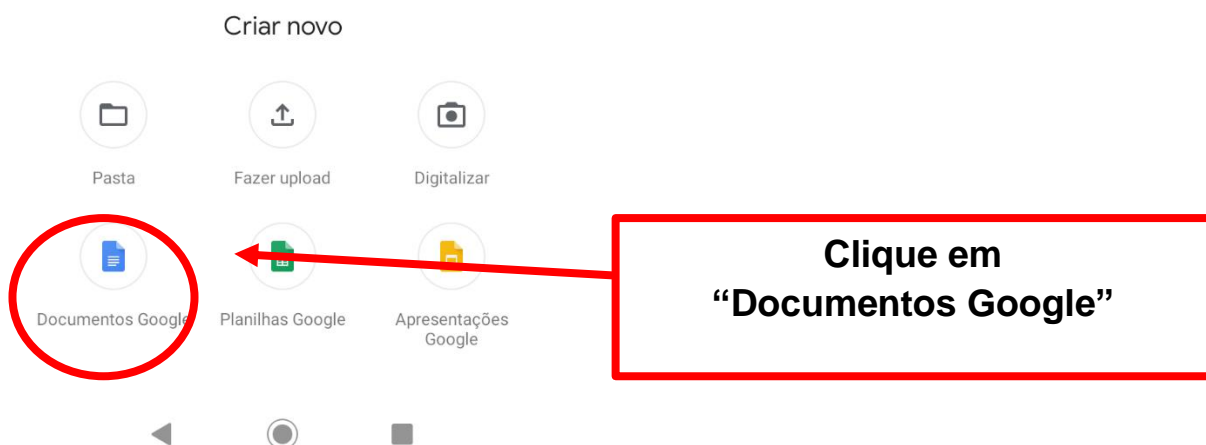 Criar novo
Pasta
Fazer upload
Digitalizar
Documentos Google
Planilhas Google
Apresentações
Google
Clique em
“Documentos Google”